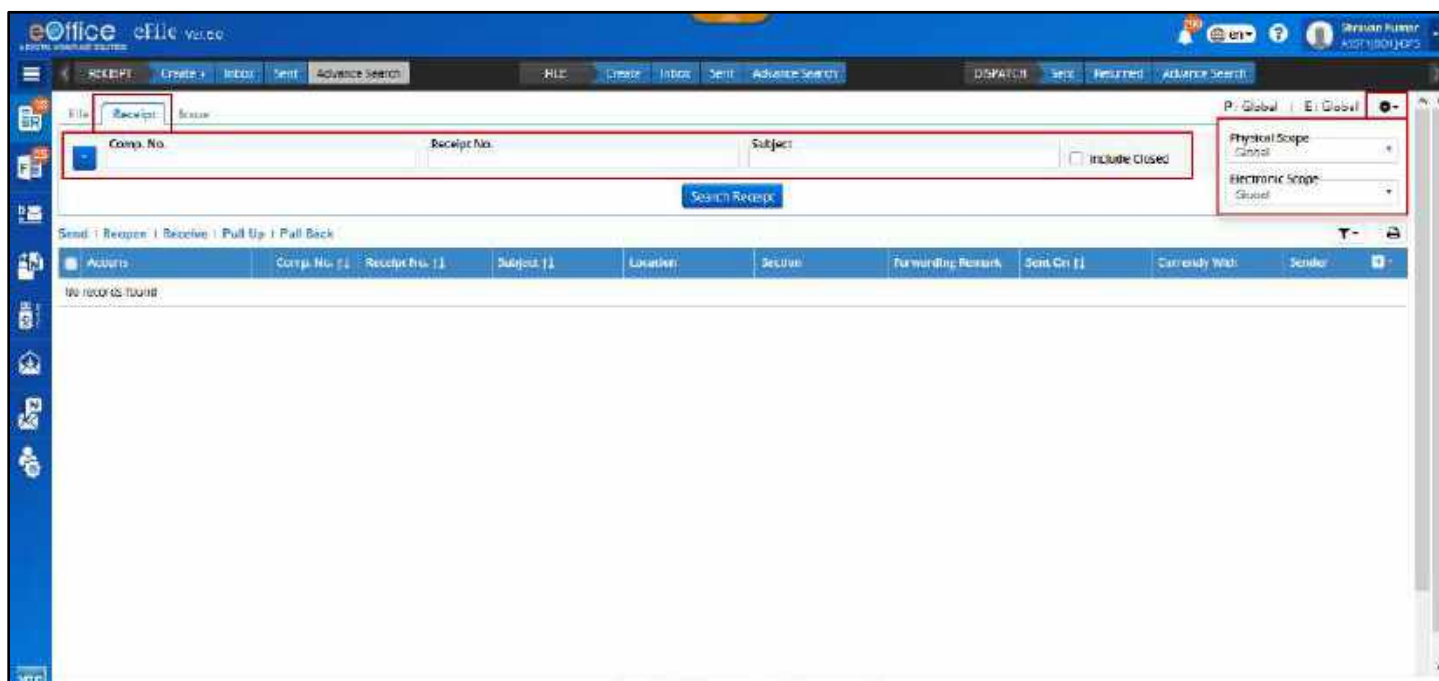 eOffice eFile
en
RECEIPT Create Inbox Sent Advance Search FILE Create Inbox Sent Advance Search DISPATCH Sent Returned Advance Search
File Receipt Issue P : Global | E : Global
Comp. No. Receipt No. Subject Include Closed
Physical Scope
Global
Electronic Scope
Global
Search Receipt
Send | Reopen | Receive | Pull Up | Pull Back
Actions Comp. No. Receipt No. Subject Location Section Forwarding Remark Sent On Currently With Sender
No records found